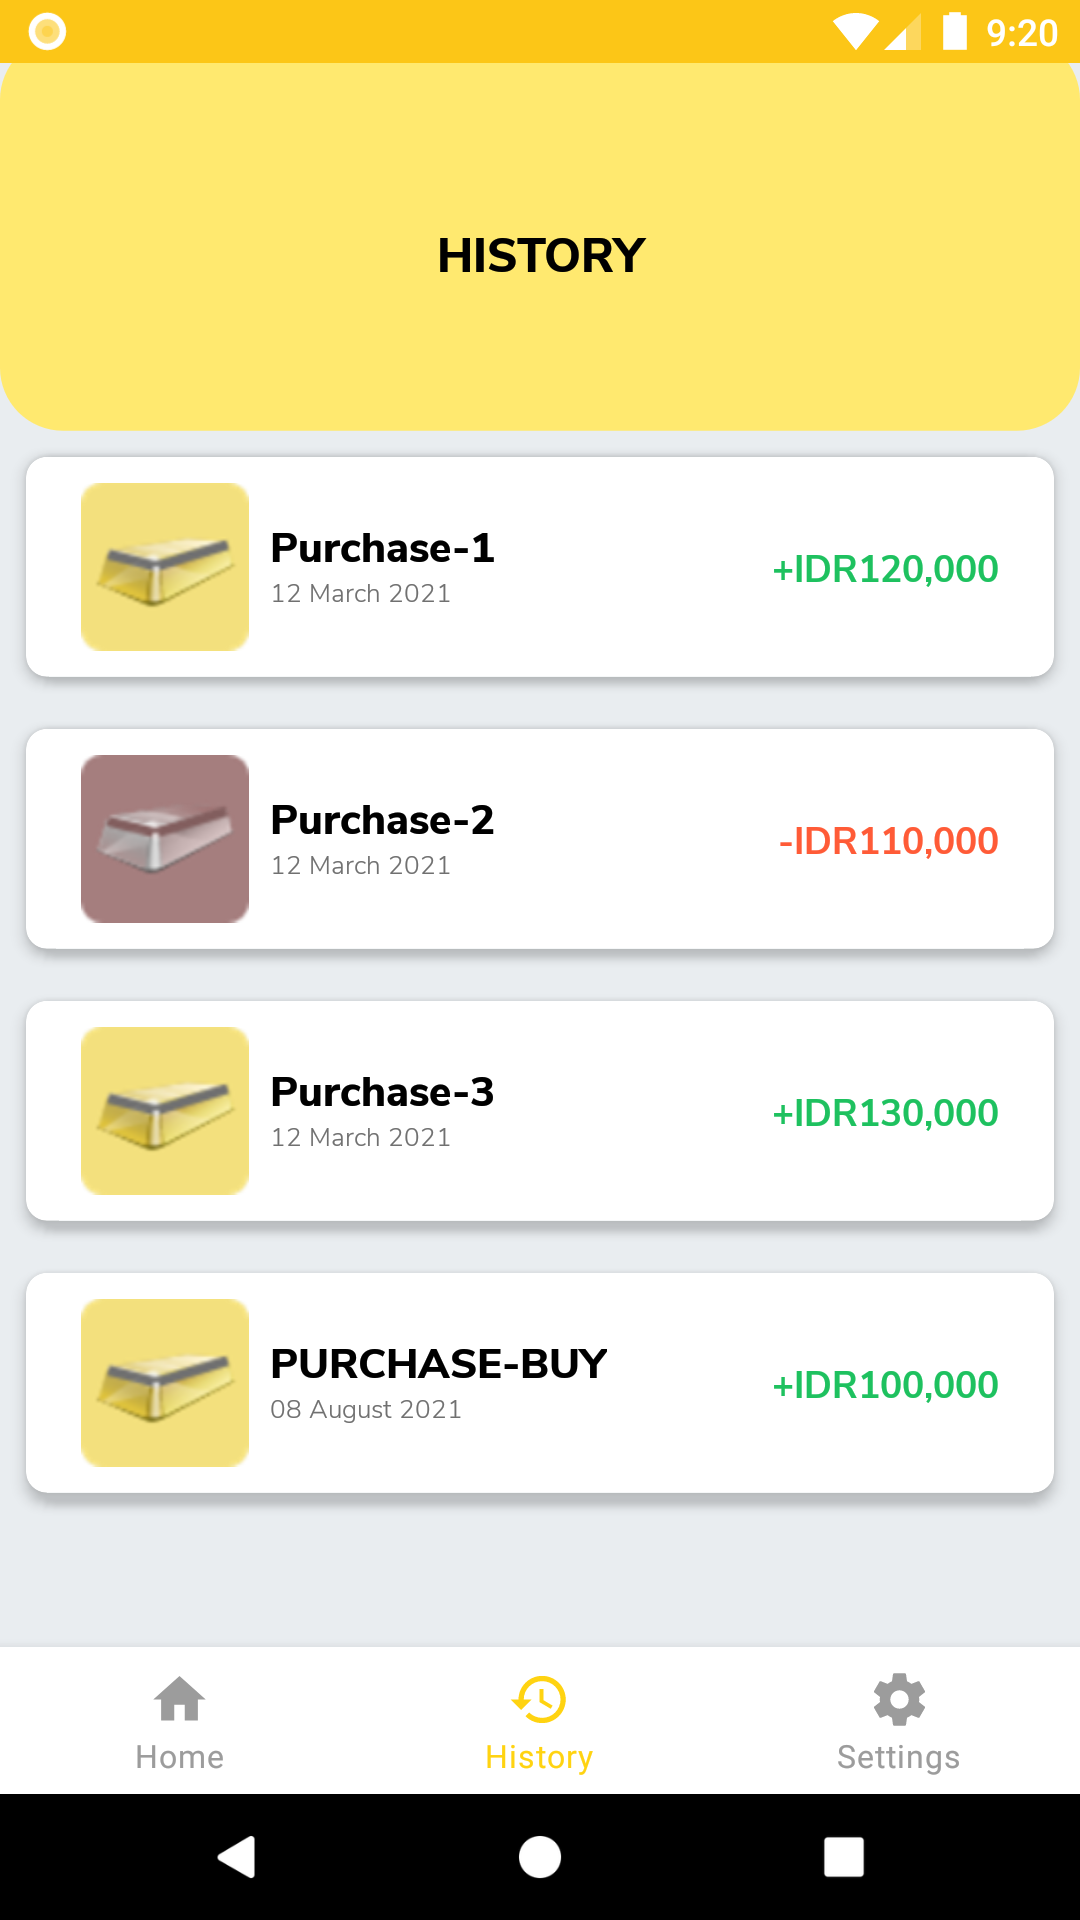 9:20
HISTORY
Purchase-1
12 March 2021
+IDR120,000
Purchase-2
12 March 2021
-IDR110,000
Purchase-3
12 March 2021
+IDR130,000
PURCHASE-BUY
08 August 2021
+IDR100,000
Home
History
Settings